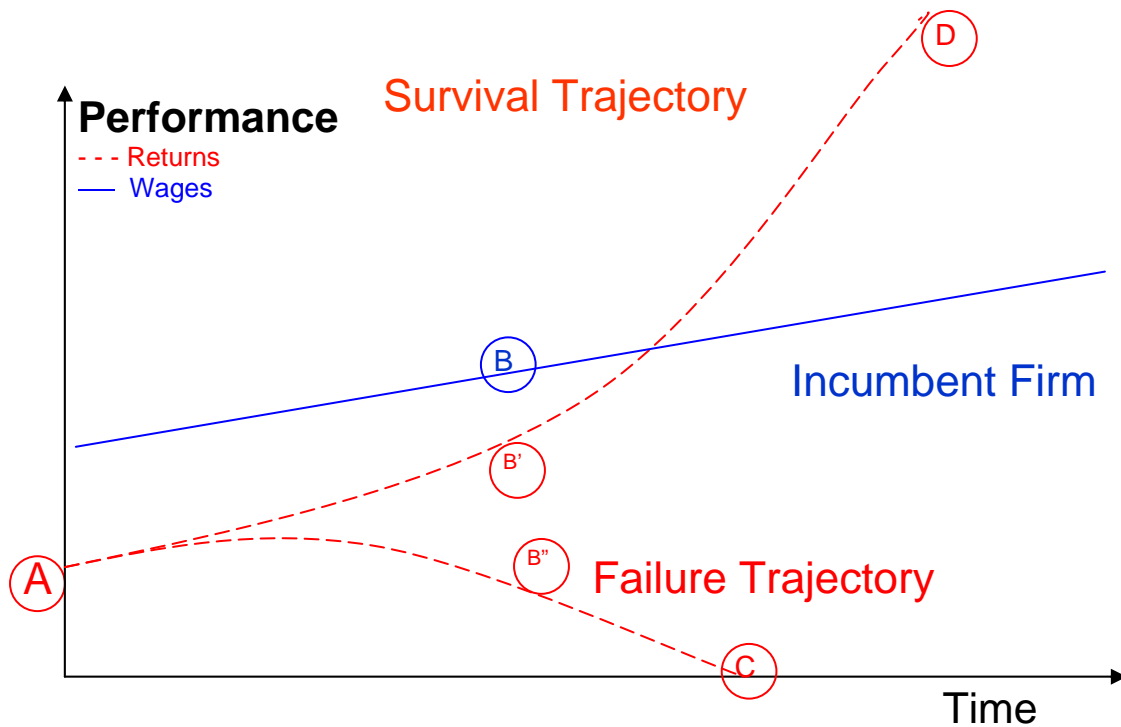 D
Survival Trajectory
Performance
- - - Returns
— Wages
B
Incumbent Firm
B’
B”
A
Failure Trajectory
C
Time